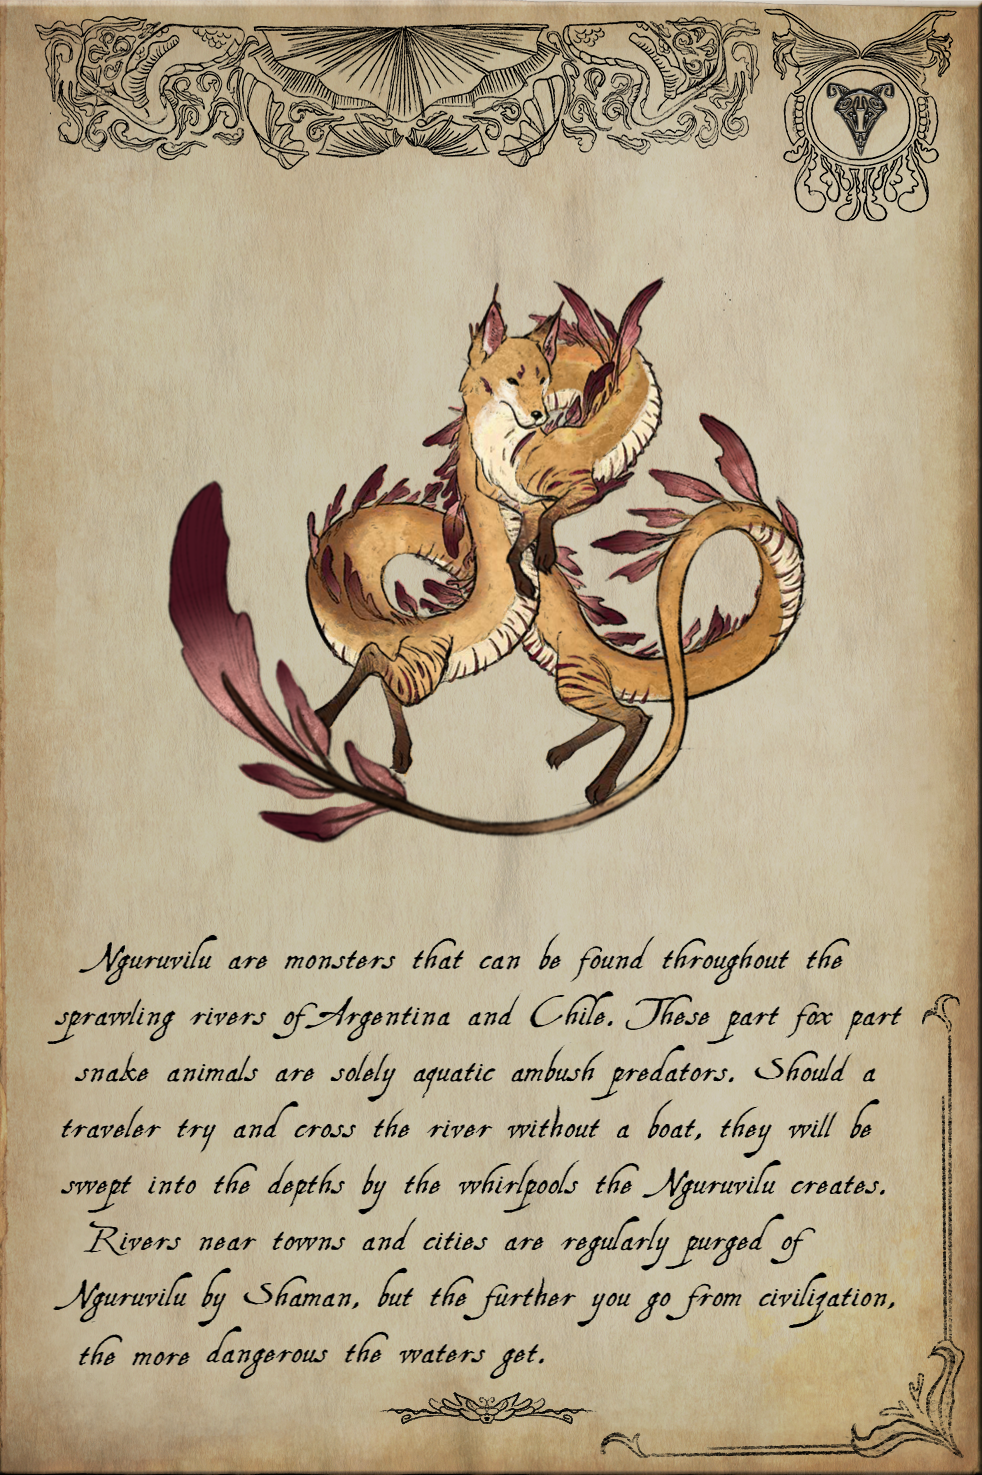 Nguruvilu are monsters that can be found throughout the
sprawling rivers of Argentina and Chile. These part fox part
snake animals are solely aquatic ambush predators. Should a
traveler try and cross the river without a boat, they will be
swept into the depths by the whirlpools the Nguruvilu creates.
Rivers near towns and cities are regularly purged of
Nguruvilu by Shaman, but the further you go from civilization,
the more dangerous the waters get.